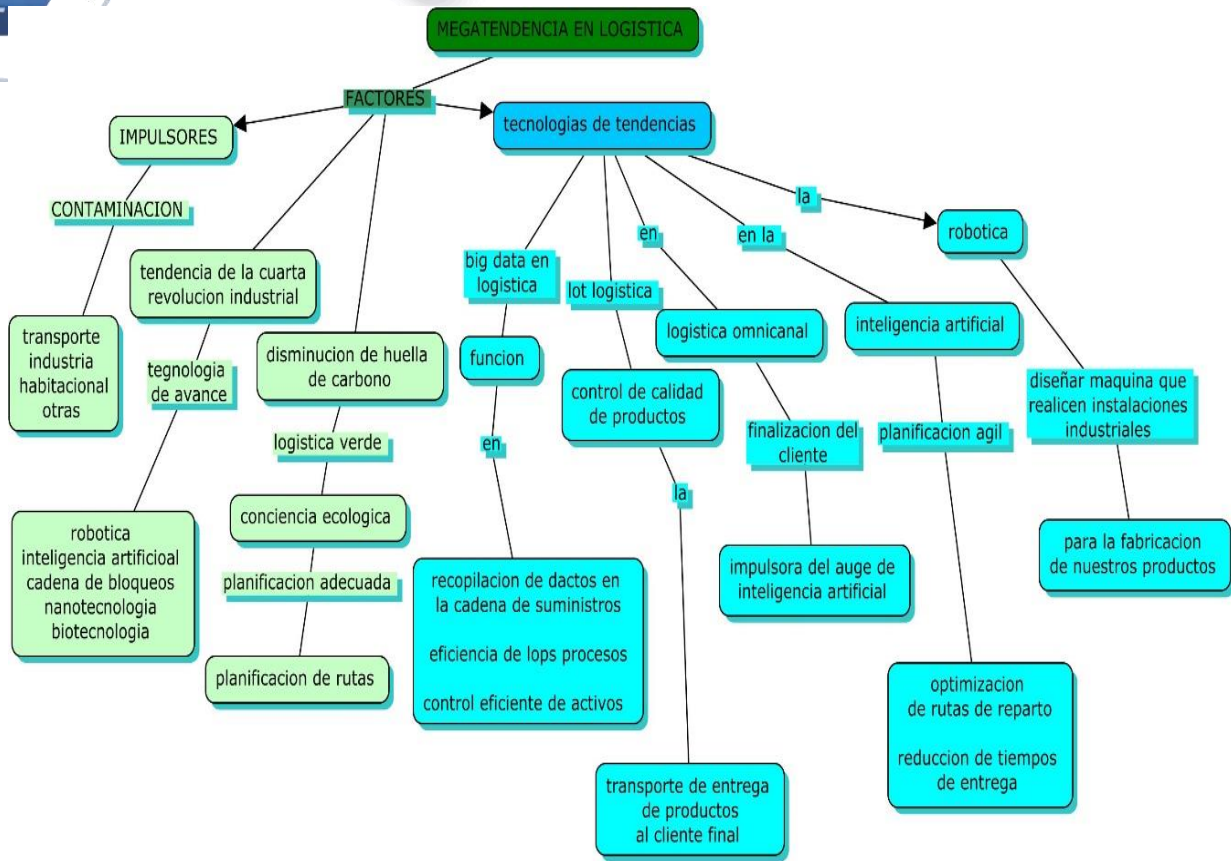 MEGATENDENCIA EN LOGISTICA
FACTORES
IMPULSORES
CONTAMINACION
transporte
industria
habitacional
otras
tendencia de la cuarta
revolucion industrial
tegnologia
de avance
robotica
inteligencia artificioal
cadena de bloqueos
nanotecnologia
biotecnologia
disminucion de huella
de carbono
logistica verde
conciencia ecologica
planificacion adecuada
planificacion de rutas
tecnologias de tendencias
big data en
logistica
funcion
en
recopilacion de dactos en
la cadena de suministros
eficiencia de lops procesos
control eficiente de activos
lot logistica
control de calidad
de productos
la
transporte de entrega
de productos
al cliente final
en
logistica omnicanal
finalizacion del
cliente
impulsora del auge de
inteligencia artificial
en la
inteligencia artificial
planificacion agil
optimizacion
de rutas de reparto
reduccion de tiempos
de entrega
la
robotica
diseñar maquina que
realicen instalaciones
industriales
para la fabricacion
de nuestros productos